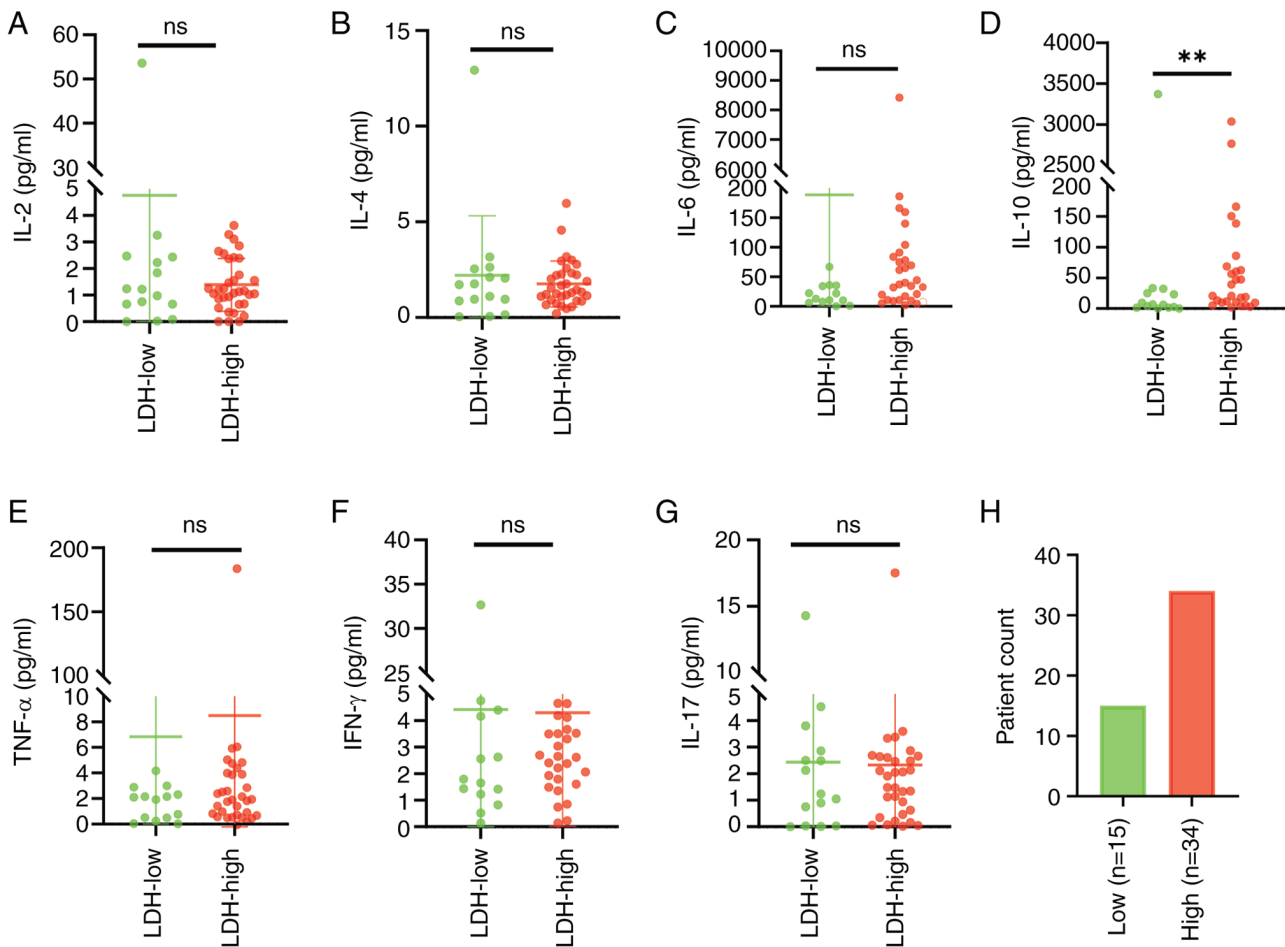 A
ns
IL-2 (pg/ml)
60
50
40
30
5
4
3
2
1
0
LDH-low
LDH-high
B
ns
IL-4 (pg/ml)
15
10
5
0
LDH-low
LDH-high
C
ns
IL-6 (pg/ml)
10000
9000
8000
7000
6000
200
150
100
50
0
LDH-low
LDH-high
D
**
IL-10 (pg/ml)
4000
3500
3000
2500
200
150
100
50
0
LDH-low
LDH-high
E
ns
TNF-α (pg/ml)
200
150
100
10
8
6
4
2
0
LDH-low
LDH-high
F
ns
IFN-γ (pg/ml)
40
35
30
25
5
4
3
2
1
0
LDH-low
LDH-high
G
ns
IL-17 (pg/ml)
20
15
10
5
4
3
2
1
0
LDH-low
LDH-high
H
Patient count
40
30
20
10
0
Low (n=15)
High (n=34)